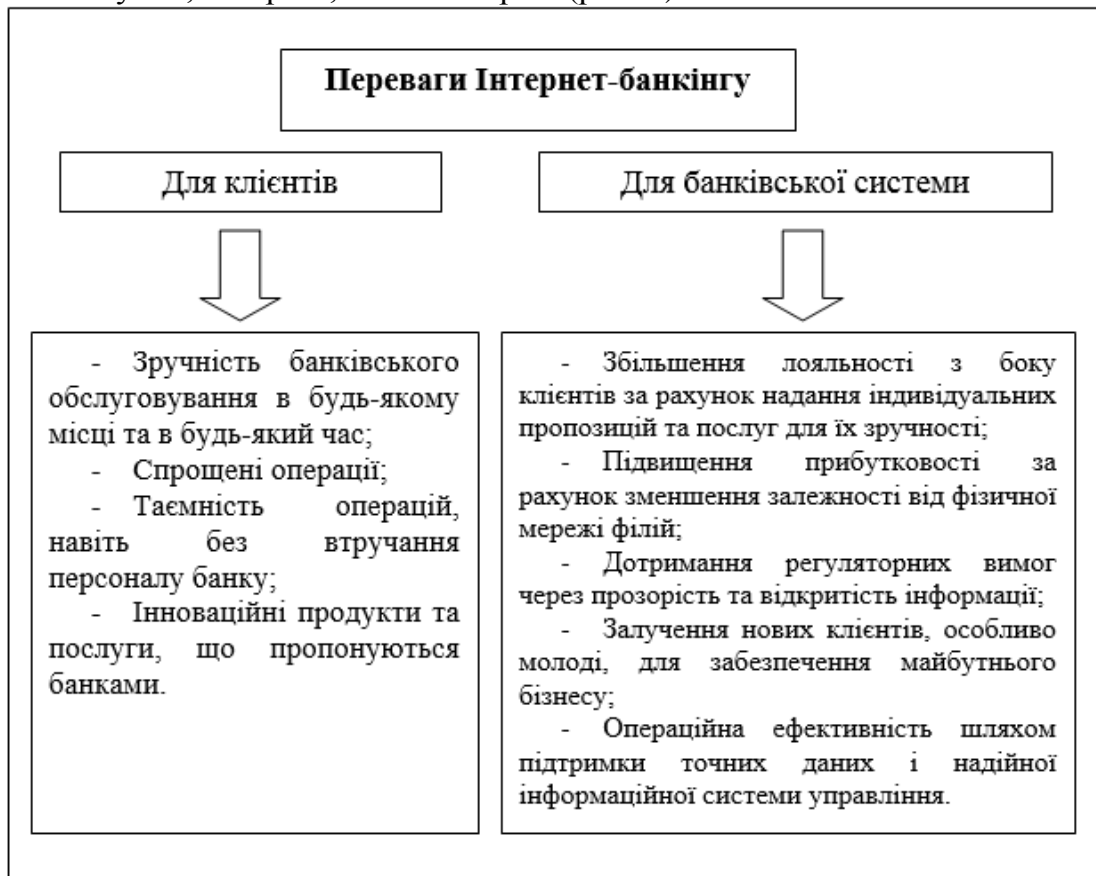 Переваги Інтернет-банкінгу
Для клієнтів
Для банківської системи
- Зручність банківського
обслуговування в будь-якому
місці та в будь-який час;
- Спрощені операції;
- Таємність операцій,
навіть без втручання
персоналу банку;
- Інноваційні продукти та
послуги, що пропонуються
банками.
- Збільшення лояльності з боку
клієнтів за рахунок надання індивідуальних
пропозицій та послуг для їх зручності;
- Підвищення прибутковості за
рахунок зменшення залежності від фізичної
мережі філій;
- Дотримання регуляторних вимог
через прозорість та відкритість інформації;
- Залучення нових клієнтів, особливо
молоді, для забезпечення майбутнього
бізнесу;
- Операційна ефективність шляхом
підтримки точних даних і надійної
інформаційної системи управління.